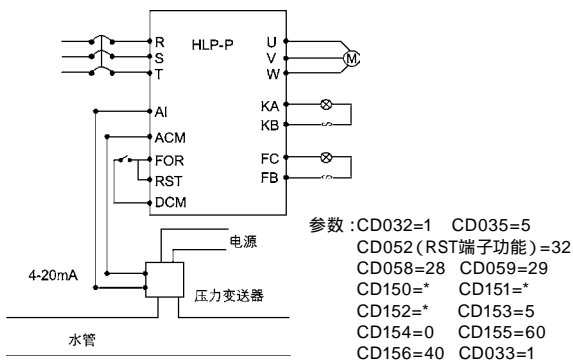 HLP-P
R
S
T
U
V
W
M
AI
ACM
FOR
RST
DCM
KA
KB
FC
FB
电源
4-20mA
压力变送器
水管
参数:CD032=1 CD035=5
CD052(RST端子功能)=32
CD058=28 CD059=29
CD150=* CD151=*
CD152=* CD153=5
CD154=0 CD155=60
CD156=40 CD033=1